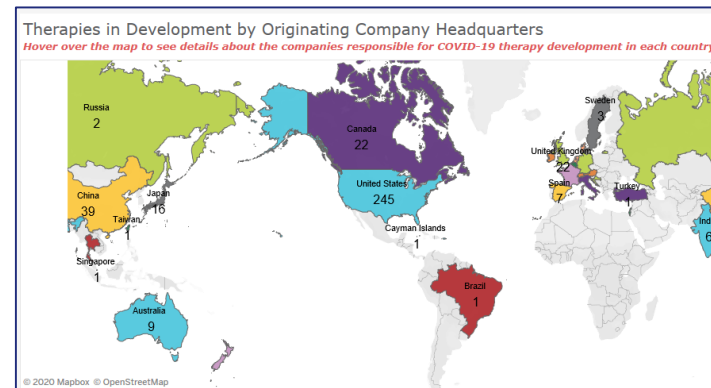 Therapies in Development by Originating Company Headquarters
Hover over the map to see details about the companies responsible for COVID-19 therapy development in each country
Russia
2
Sweden
3
Canada
22
United Kingdom
22
United States
245
Spain
7
Turkey
1
China
39
Japan
16
Taiwan
1
Ind
6
Cayman Islands
1
Singapore
1
Brazil
1
Australia
9
© 2020 Mapbox © OpenStreetMap